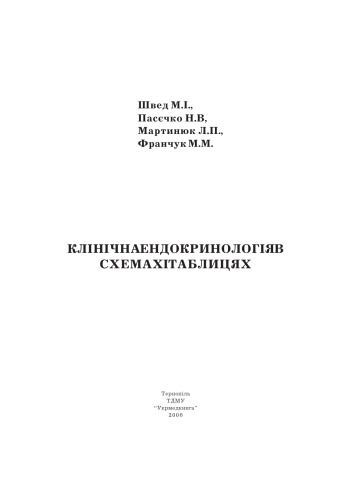 Швед М.І.,
Пасєчко Н.В,
Мартинюк Л.П.,
Франчук М.М.
КЛІНІЧНАЕНДОКРИНОЛОГІЯВ
СХЕМАХІТАБЛИЦЯХ
Тернопіль
ТДМУ
"Укрмедкнига"
2006